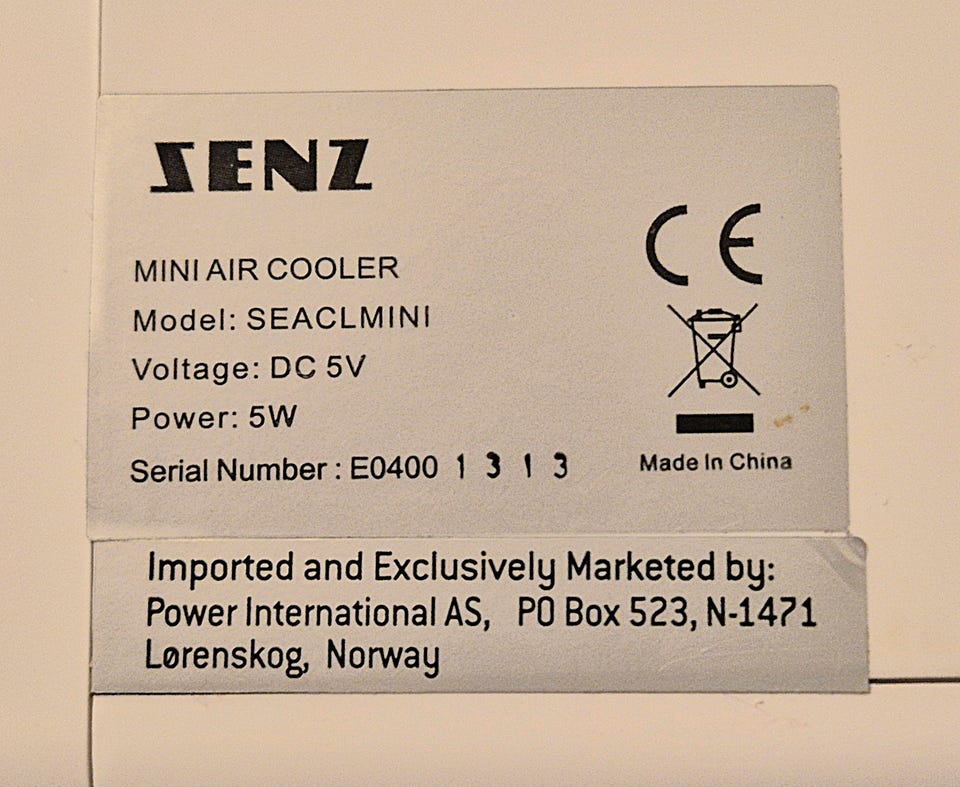 SENZ
MINI AIR COOLER
Model: SEACLMINI
Voltage: DC 5V
Power: 5W
Serial Number : E0400 1 3 1 3
CE
Made In China
Imported and Exclusively Marketed by:
Power International AS, PO Box 523, N-1471
Lørenskog, Norway